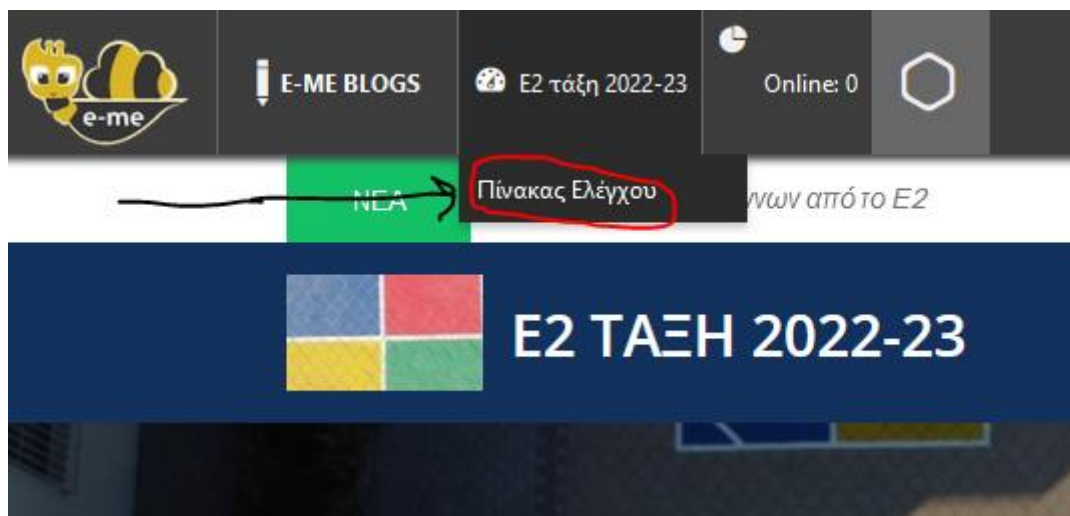 e-me
E-ME BLOGS
Ε2 τάξη 2022-23
Online: 0
Πίνακας Ελέγχου
ΝΕΑ
από το Ε2
Ε2 ΤΑΞΗ 2022-23